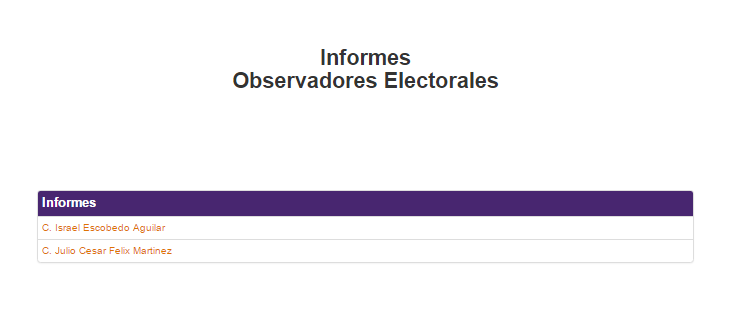 Informes
Observadores Electorales
Informes
C. Israel Escobedo Aguilar
C. Julio Cesar Felix Martinez